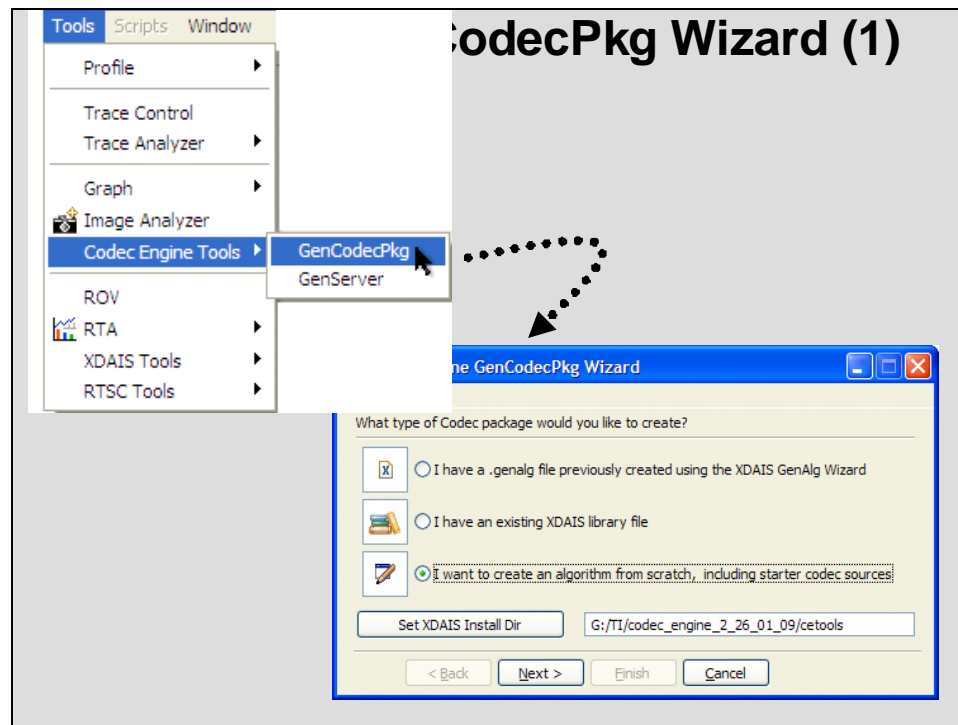 Tools Scripts Window
odecPkg Wizard (1)
Profile
Trace Control
Trace Analyzer
Graph
Image Analyzer
Codec Engine Tools
GenCodecPkg
GenServer
ROV
RTA
XDAIS Tools
RTSC Tools
ne GenCodecPkg Wizard
What type of Codec package would you like to create?
I have a .genalg file previously created using the XDAIS GenAlg Wizard
I have an existing XDAIS library file
I want to create an algorithm from scratch, including starter codec sources
Set XDAIS Install Dir G:/TI/codec_engine_2_26_01_09/cetools
< Back Next > Finish Cancel